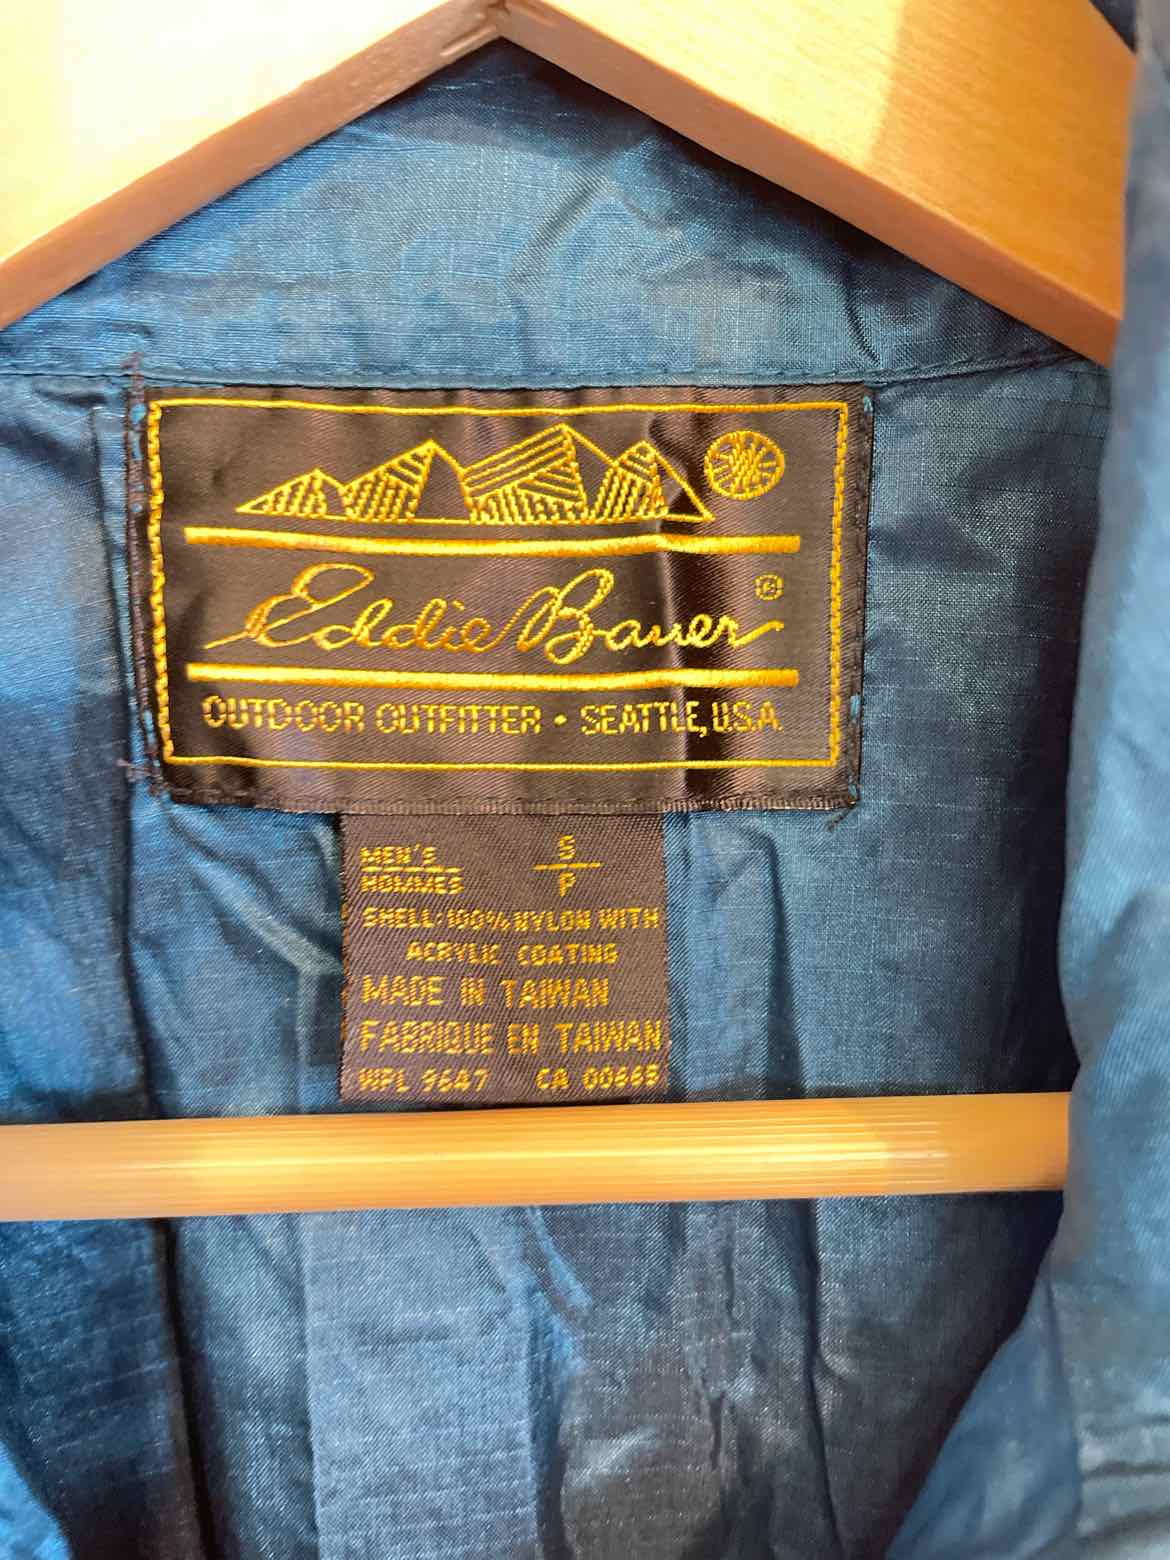 Eddie Bauer ®
OUTDOOR OUTFITTER • SEATTLE, U.S.A.
MEN'S S
HOMMES P
SHELL: 100% NYLON WITH
ACRYLIC COATING
MADE IN TAIWAN
FABRIQUE EN TAIWAN
WPL 9647 CA 00665